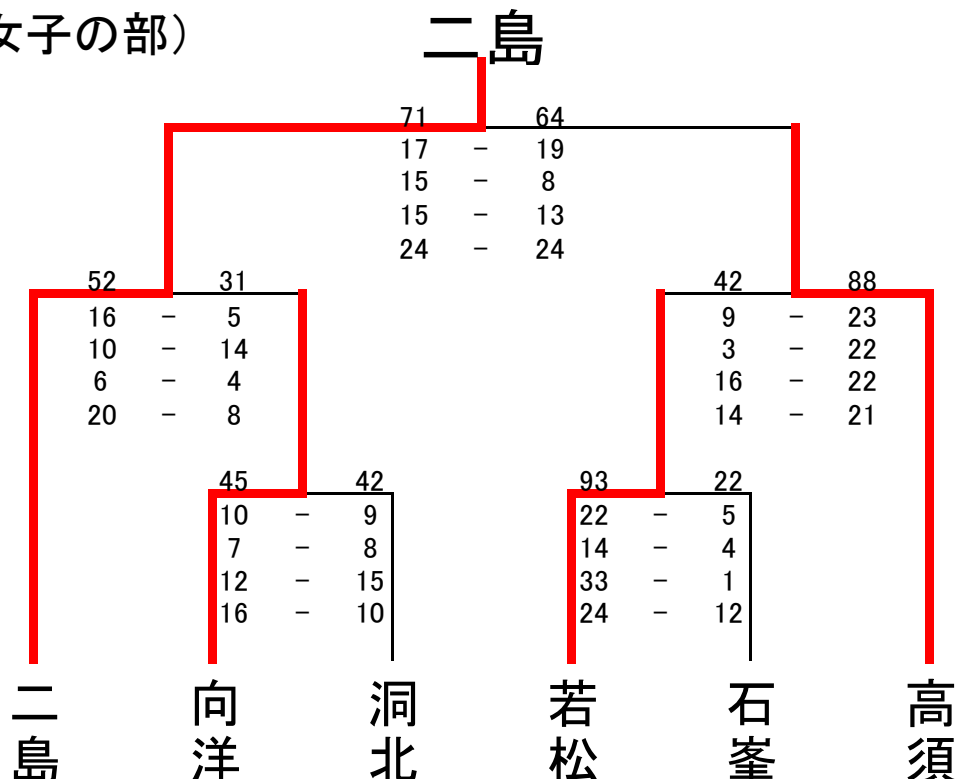 女子の部）
二島
71 64
17 - 19
15 - 8
15 - 13
24 - 24
52 31
16 - 5
10 - 14
6 - 4
20 - 8
42 88
9 - 23
3 - 22
16 - 22
14 - 21
45 42
10 - 9
7 - 8
12 - 15
16 - 10
93 22
22 - 5
14 - 4
33 - 1
24 - 12
二島
向洋
洞北
若松
石峯
高須